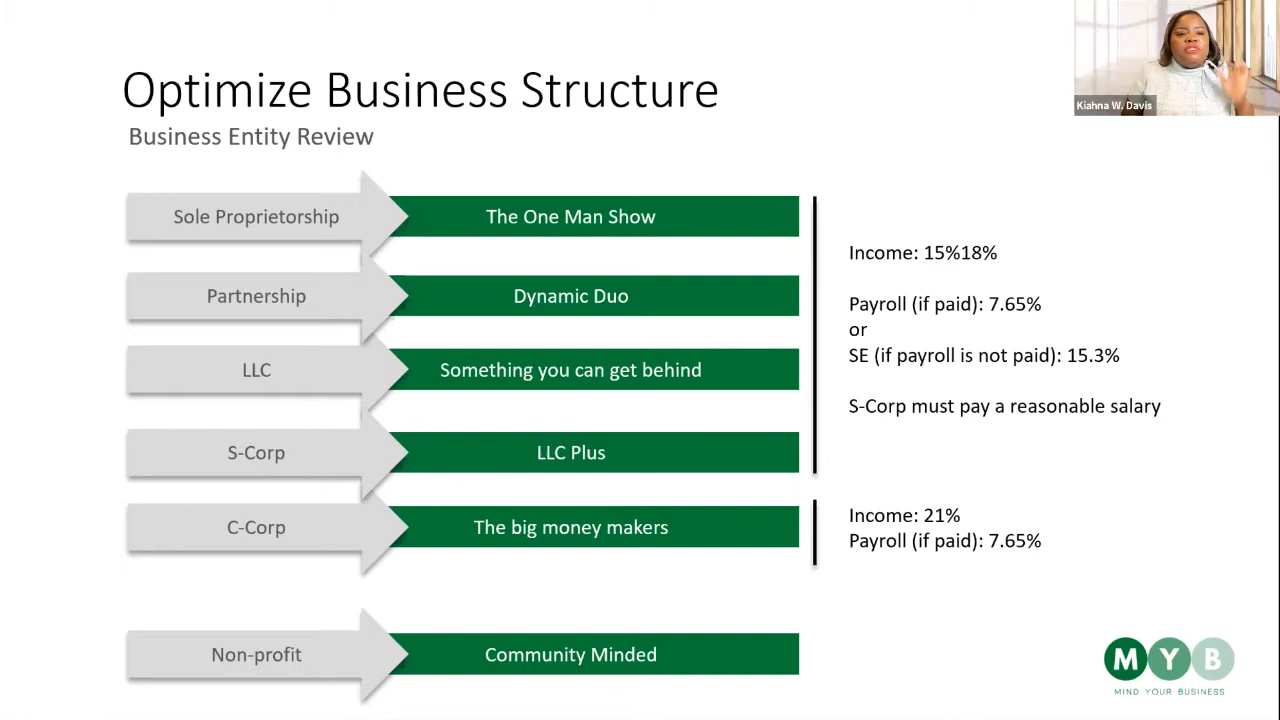 Optimize Business Structure
Business Entity Review
Kiahna W. Davis
Sole Proprietorship
The One Man Show
Partnership
Dynamic Duo
LLC
Something you can get behind
S-Corp
LLC Plus
C-Corp
The big money makers
Non-profit
Community Minded
Income: 15%18%
Payroll (if paid): 7.65%
or
SE (if payroll is not paid): 15.3%
S-Corp must pay a reasonable salary
Income: 21%
Payroll (if paid): 7.65%
MYB
MIND YOUR BUSINESS